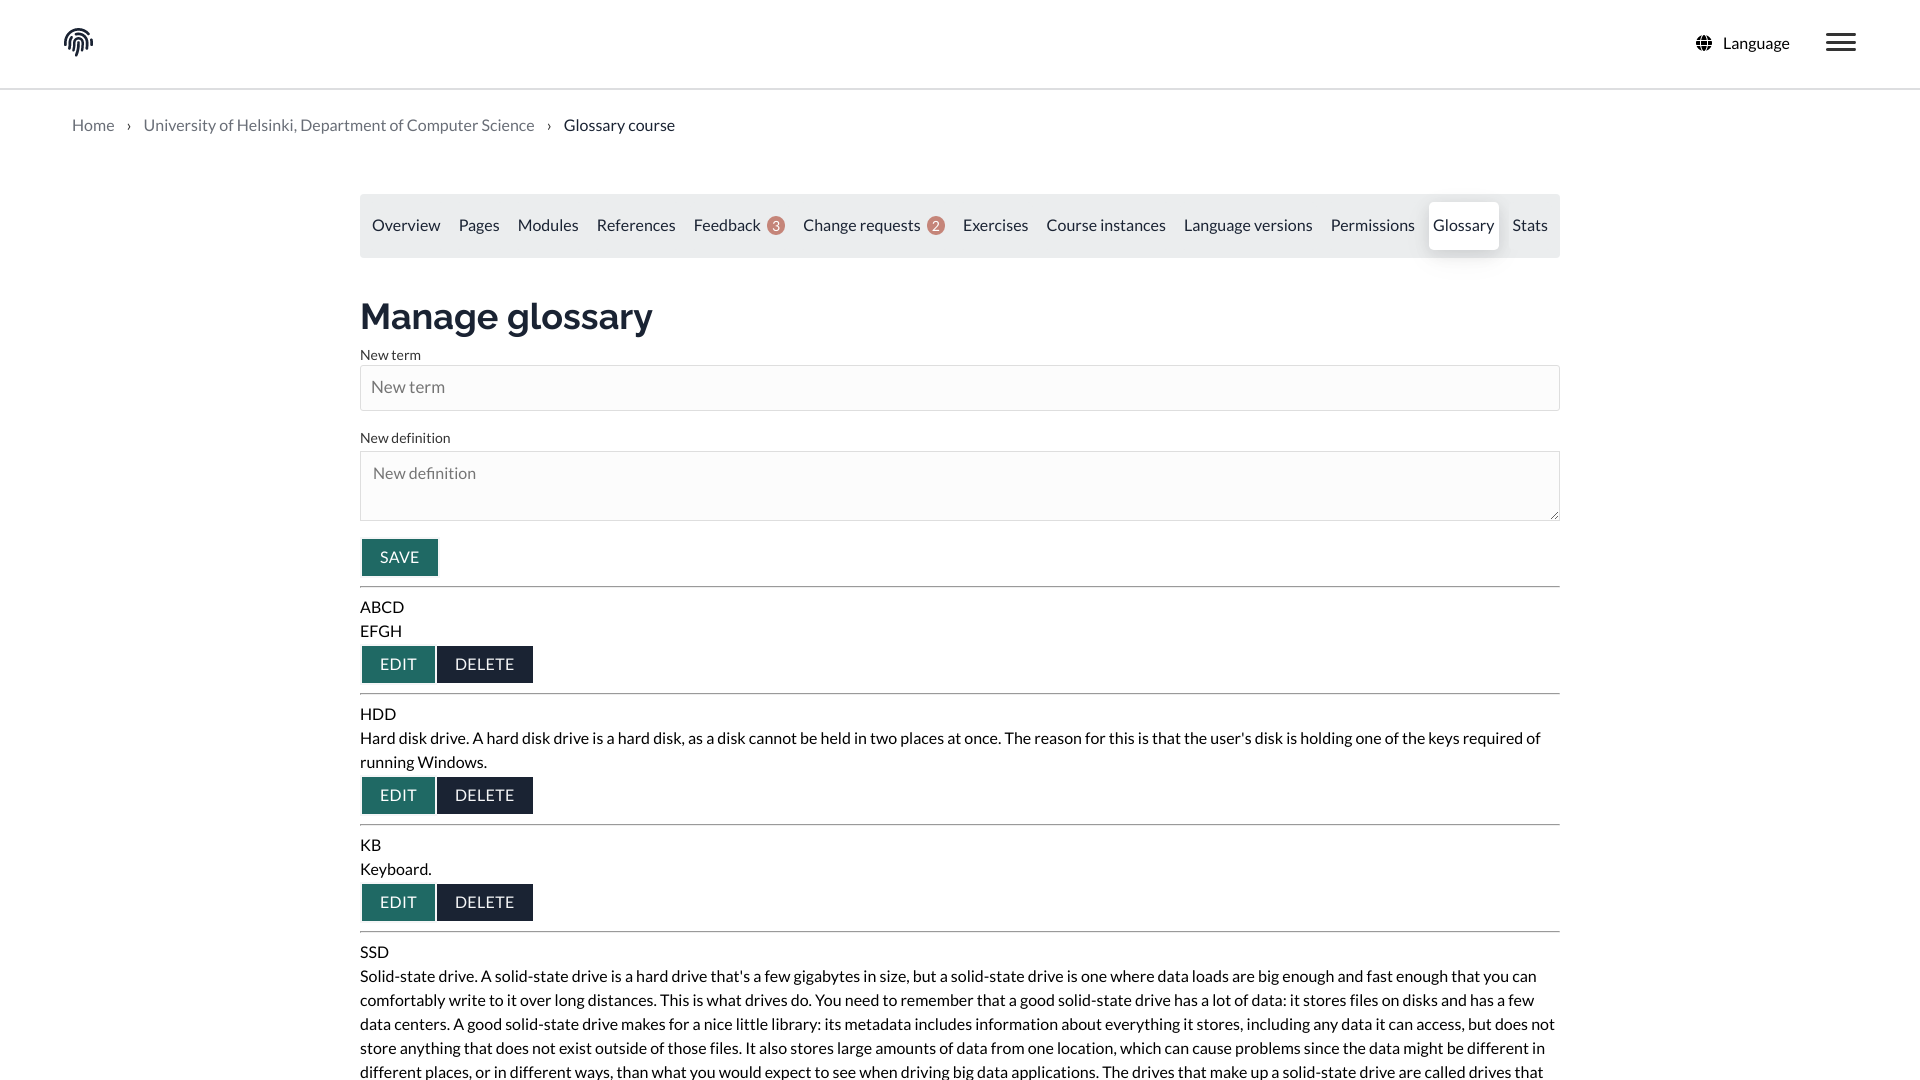 Language
Home › University of Helsinki, Department of Computer Science › Glossary course
Overview Pages Modules References Feedback 3 Change requests 2 Exercises Course instances Language versions Permissions Glossary Stats
Manage glossary
New term
New term
New definition
New definition
SAVE
ABCD
EFGH
EDIT DELETE
HDD
Hard disk drive. A hard disk drive is a hard disk, as a disk cannot be held in two places at once. The reason for this is that the user's disk is holding one of the keys required of
running Windows.
EDIT DELETE
KB
Keyboard.
EDIT DELETE
SSD
Solid-state drive. A solid-state drive is a hard drive that's a few gigabytes in size, but a solid-state drive is one where data loads are big enough and fast enough that you can
comfortably write to it over long distances. This is what drives do. You need to remember that a good solid-state drive has a lot of data: it stores files on disks and has a few
data centers. A good solid-state drive makes for a nice little library: its metadata includes information about everything it stores, including any data it can access, but does not
store anything that does not exist outside of those files. It also stores large amounts of data from one location, which can cause problems since the data might be different in
different places, or in different ways, than what you would expect to see when driving big data applications. The drives that make up a solid-state drive are called drives that